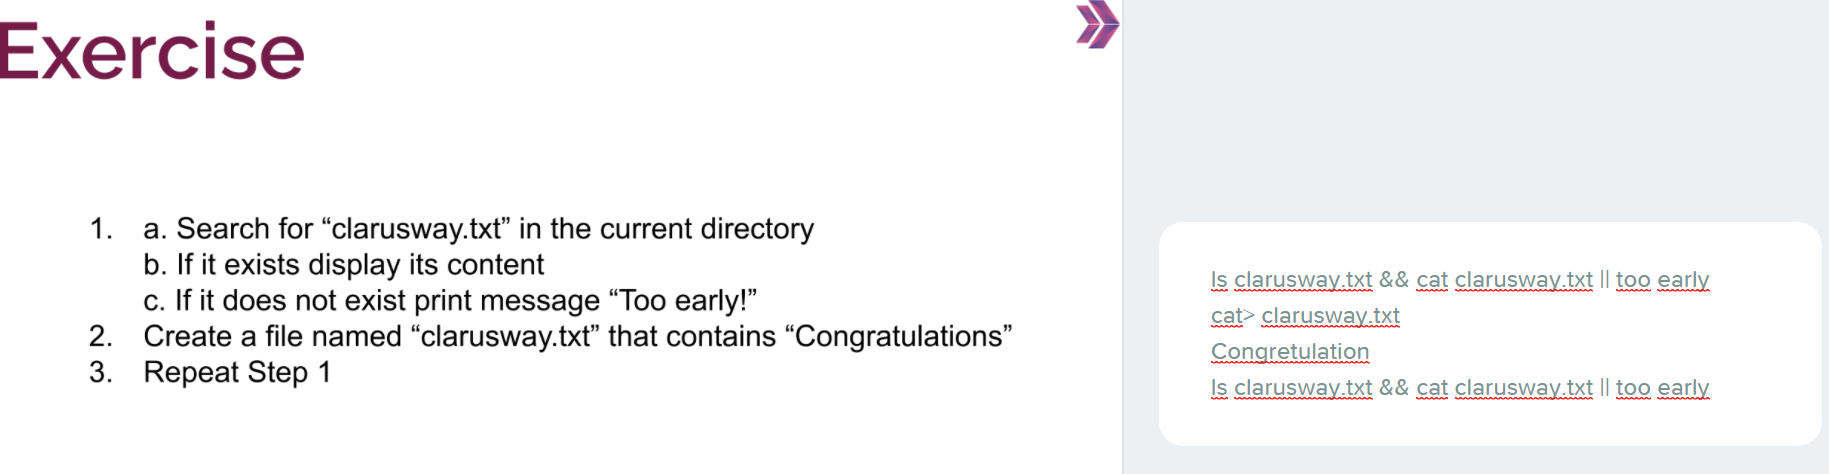 Exercise
1. a. Search for “clarusway.txt” in the current directory
b. If it exists display its content
c. If it does not exist print message “Too early!”
2. Create a file named “clarusway.txt” that contains “Congratulations”
3. Repeat Step 1
ls clarusway.txt && cat clarusway.txt || too early
cat> clarusway.txt
Congretulation
ls clarusway.txt && cat clarusway.txt || too early